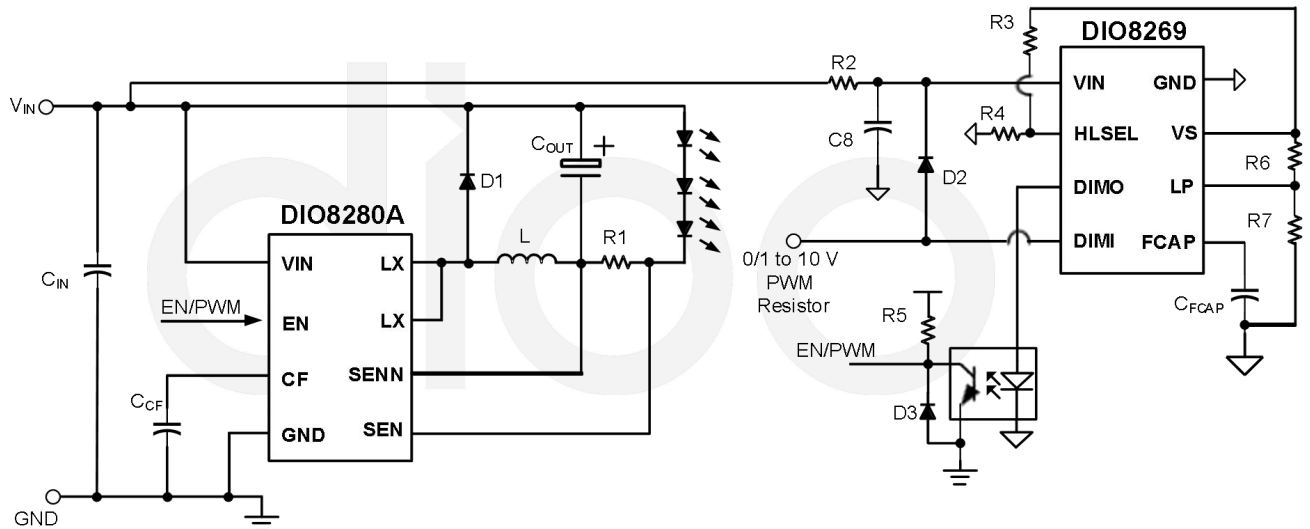 R3
DIO8269
R2
VIN
GND
VIN
C8
R4
HLSEL
VS
COUT
+
D1
D2
R6
DIMO
LP
R7
DIO8280A
L
R1
DIMI
FCAP
VIN
LX
0/1 to 10 V
PWM
Resistor
CIN
EN/PWM
EN
LX
CFCAP
R5
EN/PWM
CF
SENN
CCF
D3
GND
SEN
GND
dioo